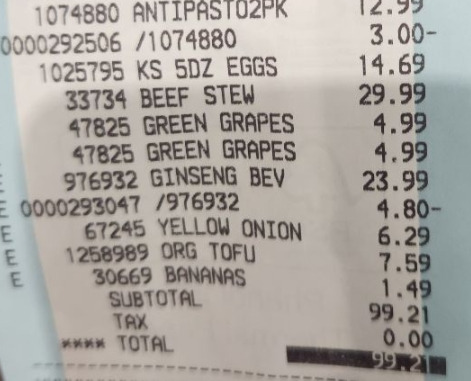 1074880 ANTIPASTO2PK 12.99
0000292506 /1074880 3.00-
1025795 KS 5DZ EGGS 14.69
33734 BEEF STEW 29.99
47825 GREEN GRAPES 4.99
47825 GREEN GRAPES 4.99
E 976932 GINSENG BEV 23.99
E 0000293047 /976932 4.80-
E 67245 YELLOW ONION 6.29
E 1258989 ORG TOFU 7.59
E 30669 BANANAS 1.49
SUBTOTAL 99.21
TAX 0.00
**** TOTAL 99.21